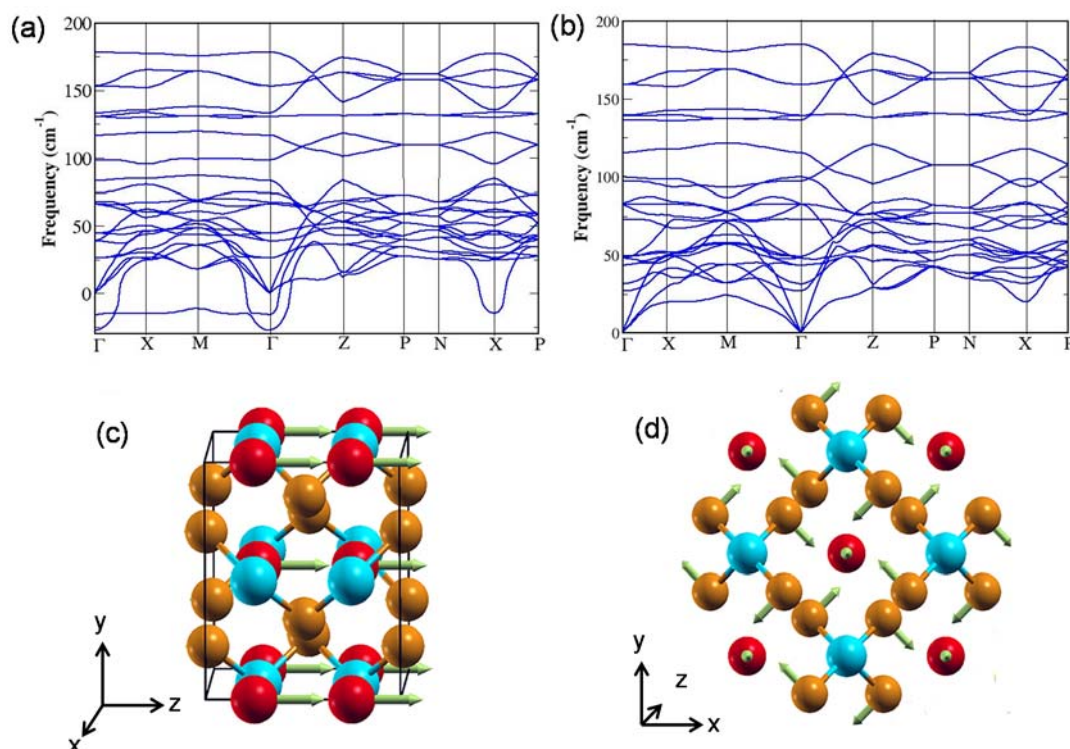 (a)
200
150
100
50
0
Frequency (cm⁻¹)
Γ X M Γ Z P N X P
(b)
200
150
100
50
0
Frquency (cm⁻¹)
Γ X M Γ Z P N X P
(c)
y
z
x
(d)
y
z
x